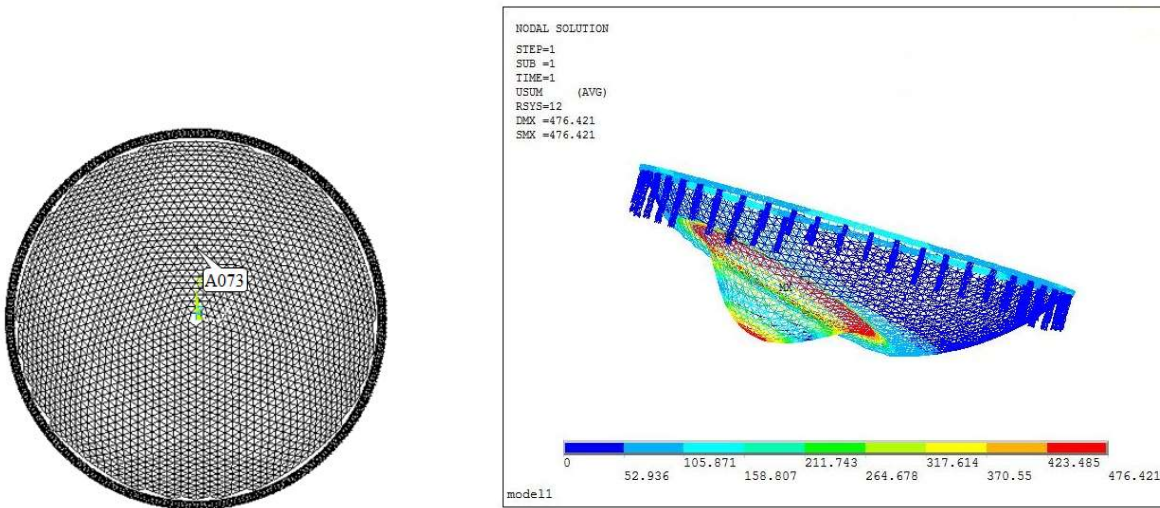 A073
NODAL SOLUTION
STEP=1
SUB =1
TIME=1
USUM (AVG)
RSYS=12
DMX =476.421
SMX =476.421
0 105.871 211.743 317.614 423.485
52.936 158.807 264.678 370.55 476.421
model1